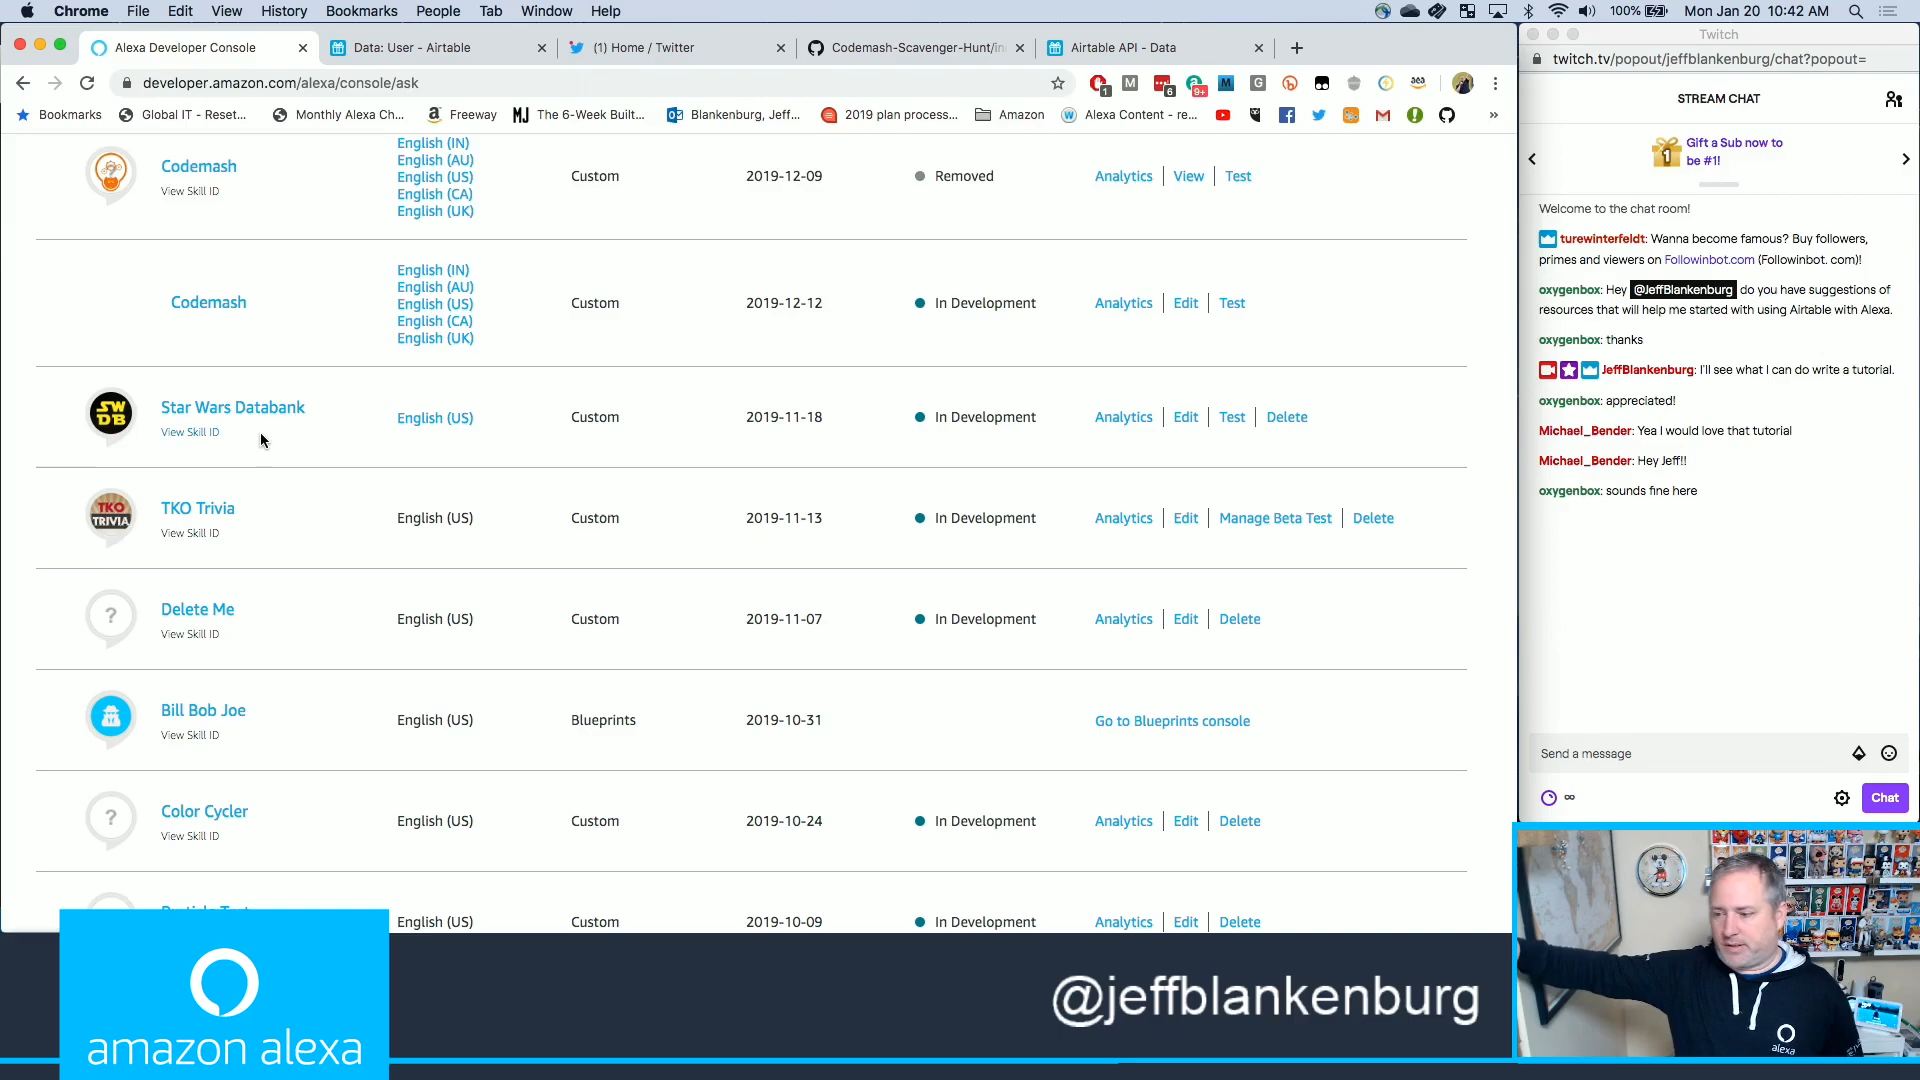 Chrome File Edit View History Bookmarks People Tab Window Help
100% Mon Jan 20 10:42 AM
Alexa Developer Console
Data: User - Airtable
(1) Home / Twitter
Codemash-Scavenger-Hunt/in
Airtable API - Data
developer.amazon.com/alexa/console/ask
Bookmarks
Global IT - Reset...
Monthly Alexa Ch...
Freeway
The 6-Week Built...
Blankenburg, Jeff...
2019 plan process...
Amazon
Alexa Content - re...
English (IN)
English (AU)
Codemash English (US) Custom 2019-12-09 Removed Analytics View Test
View Skill ID English (CA)
English (UK)
English (IN)
English (AU)
Codemash English (US) Custom 2019-12-12 In Development Analytics Edit Test
English (CA)
English (UK)
SW DB
Star Wars Databank English (US) Custom 2019-11-18 In Development Analytics Edit Test Delete
View Skill ID
TKO TRIVIA
TKO Trivia English (US) Custom 2019-11-13 In Development Analytics Edit Manage Beta Test Delete
View Skill ID
?
Delete Me English (US) Custom 2019-11-07 In Development Analytics Edit Delete
View Skill ID
Bill Bob Joe English (US) Blueprints 2019-10-31 Go to Blueprints console
View Skill ID
?
Color Cycler English (US) Custom 2019-10-24 In Development Analytics Edit Delete
View Skill ID
English (US) Custom 2019-10-09 In Development Analytics Edit Delete
amazon alexa
@jeffblankenburg
Twitch
twitch.tv/popout/jeffblankenburg/chat?popout=
STREAM CHAT
1
Gift a Sub now to
be #1!
Welcome to the chat room!
turewinterfeldt: Wanna become famous? Buy followers,
primes and viewers on Followinbot.com (Followinbot. com)!
oxygenbox: Hey @JeffBlankenburg do you have suggestions of
resources that will help me started with using Airtable with Alexa.
oxygenbox: thanks
JeffBlankenburg: I'll see what I can do write a tutorial.
oxygenbox: appreciated!
Michael_Bender: Yea I would love that tutorial
Michael_Bender: Hey Jeff!!
oxygenbox: sounds fine here
Send a message
∞
Chat
alexa